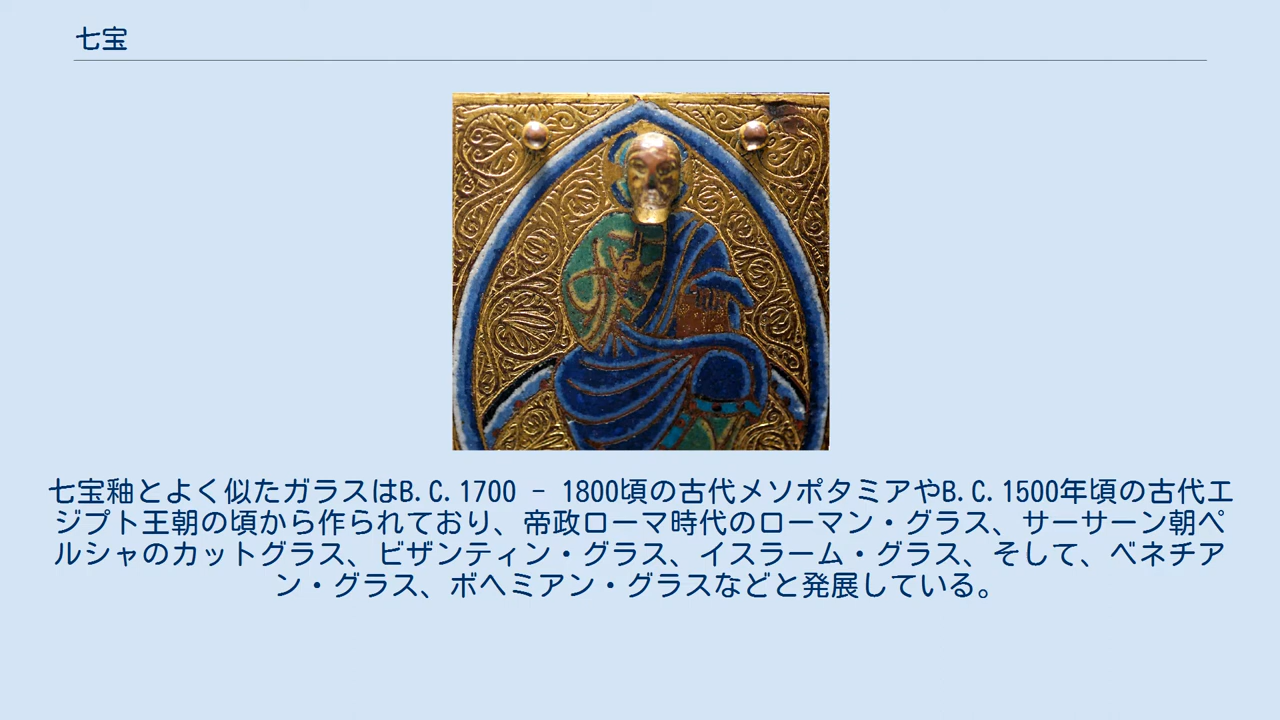 七宝
七宝釉とよく似たガラスはB.C.1700 - 1800頃の古代メソポタミアやB.C.1500年頃の古代エ
ジプト王朝の頃から作られており、帝政ローマ時代のローマン・グラス、サーサーン朝ペ
ルシャのカットグラス、ビザンティン・グラス、イスラーム・グラス、そして、ベネチア
ン・グラス、ボヘミアン・グラスなどと発展している。